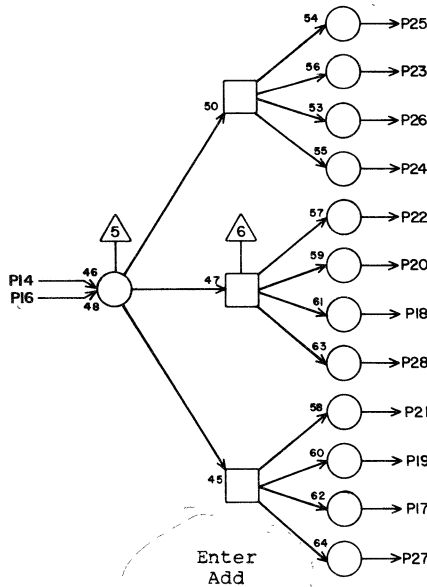 54 P25
56 P23
50 53 P26
55 P24
5 6 57 P22
P14 46 47 59 P20
P16 48 61 P18
63 P28
58 P21
60 P19
45 62 P17
64 P27
Enter
Add